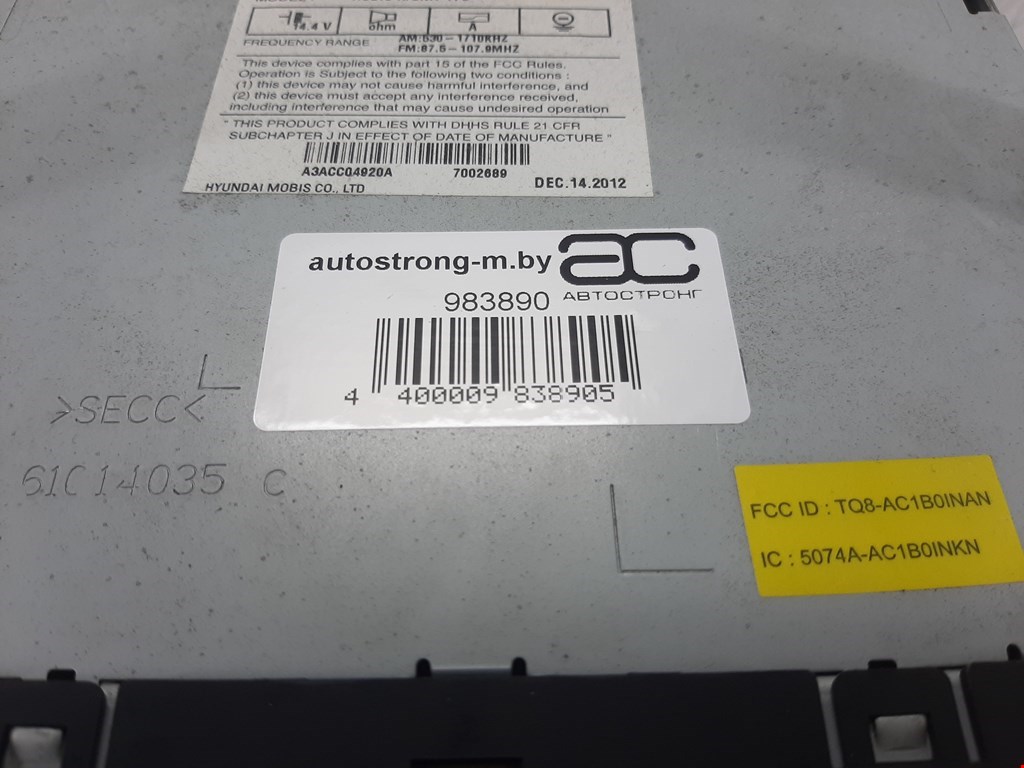 14.4 V ohm A
FREQUENCY RANGE AM:530-1710KHZ
FM:87.5-107.9MHZ
This device complies with part 15 of the FCC Rules.
Operation is Subject to the following two conditions :
(1) this device may not cause harmful interference, and
(2) this device must accept any interference received,
including interference that may cause undesired operation
" THIS PRODUCT COMPLIES WITH DHHS RULE 21 CFR
SUBCHAPTER J IN EFFECT OF DATE OF MANUFACTURE "
A3ACC04920A 7002689
HYUNDAI MOBIS CO., LTD DEC.14.2012
autostrong-m.by ac
983890 АВТОСТРОНГ
4 400009 838905
>SECC<
61C14035 C
FCC ID : TQ8-AC1B0INAN
IC : 5074A-AC1B0INKN